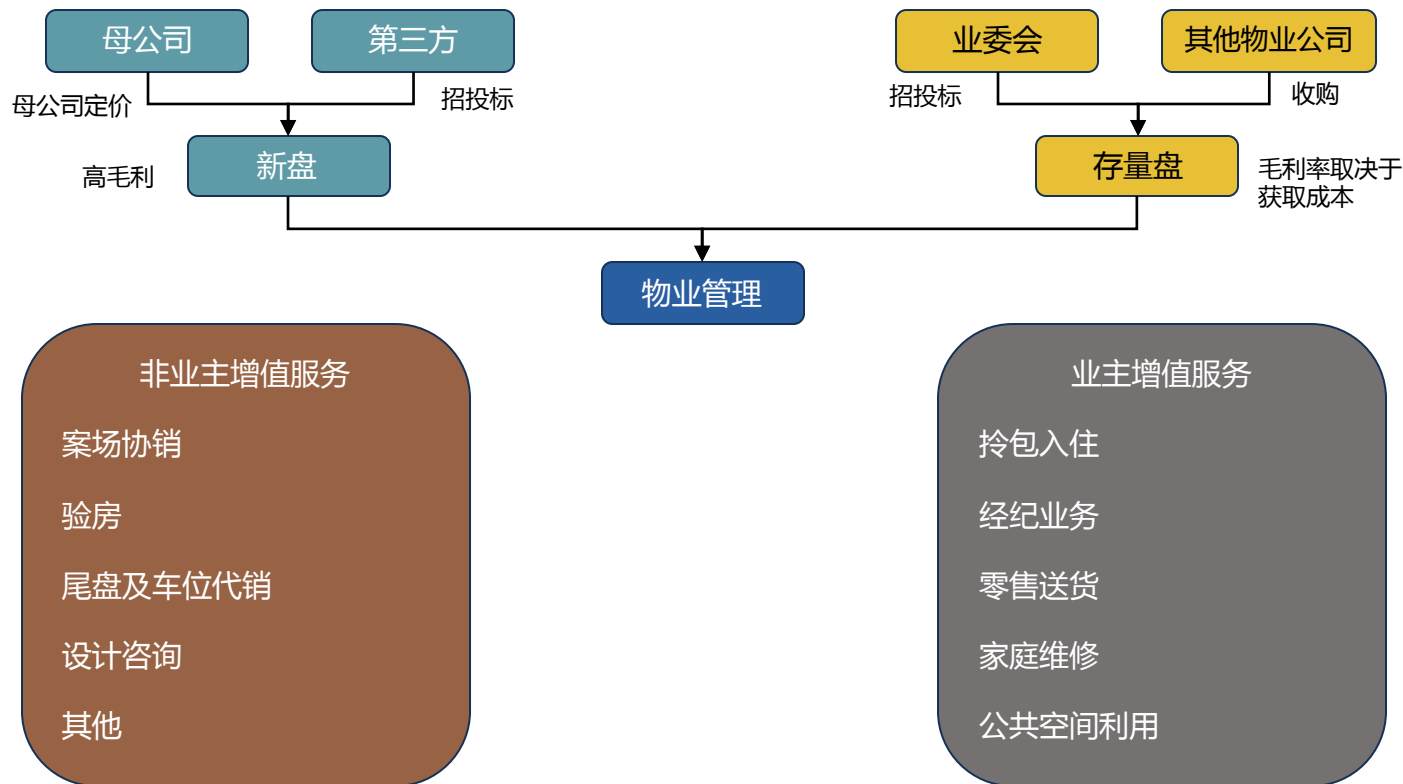 母公司
第三方
业委会
其他物业公司
母公司定价
招投标
招投标
收购
高毛利
新盘
存量盘
毛利率取决于
获取成本
物业管理
非业主增值服务
案场协销
验房
尾盘及车位代销
设计咨询
其他
业主增值服务
拎包入住
经纪业务
零售送货
家庭维修
公共空间利用